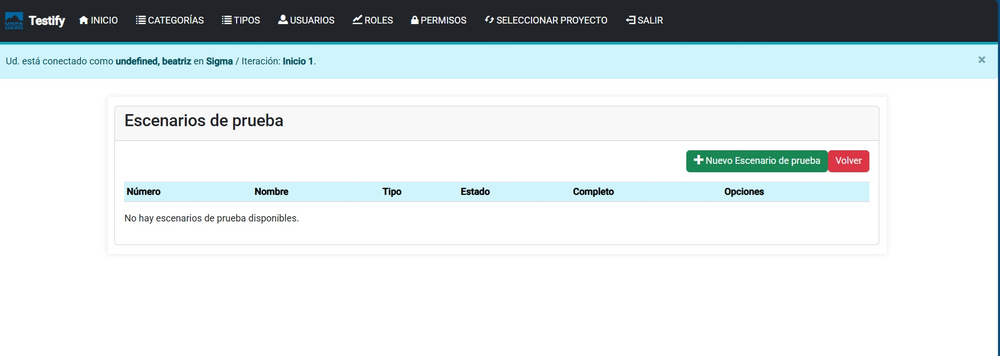 UNPA
UARG
Testify INICIO CATEGORÍAS TIPOS USUARIOS ROLES PERMISOS SELECCIONAR PROYECTO SALIR
Ud. está conectado como undefined, beatriz en Sigma / Iteración: Inicio 1. ×
Escenarios de prueba
Nuevo Escenario de prueba Volver
Número Nombre Tipo Estado Completo Opciones
No hay escenarios de prueba disponibles.